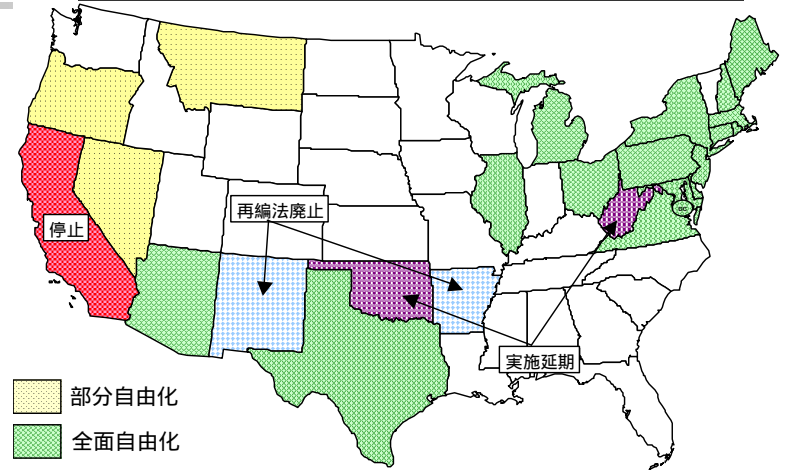 再編法廃止
停止
実施延期
部分自由化
全面自由化